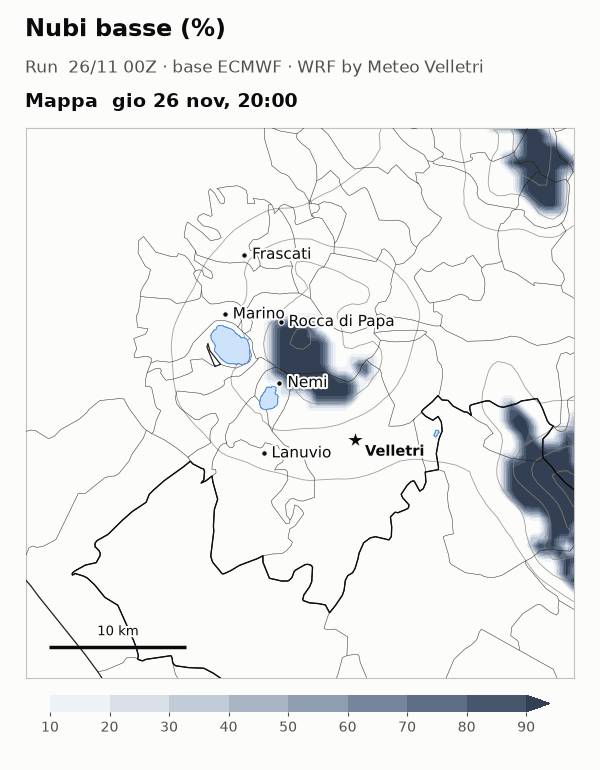 Nubi basse (%)
Run  26/11 00Z · base ECMWF · WRF by Meteo Velletri
Mappa  gio 26 nov, 20:00
Frascati
Marino
Rocca di Papa
Nemi
Velletri
Lanuvio
10 km
10 20 30 40 50 60 70 80 90